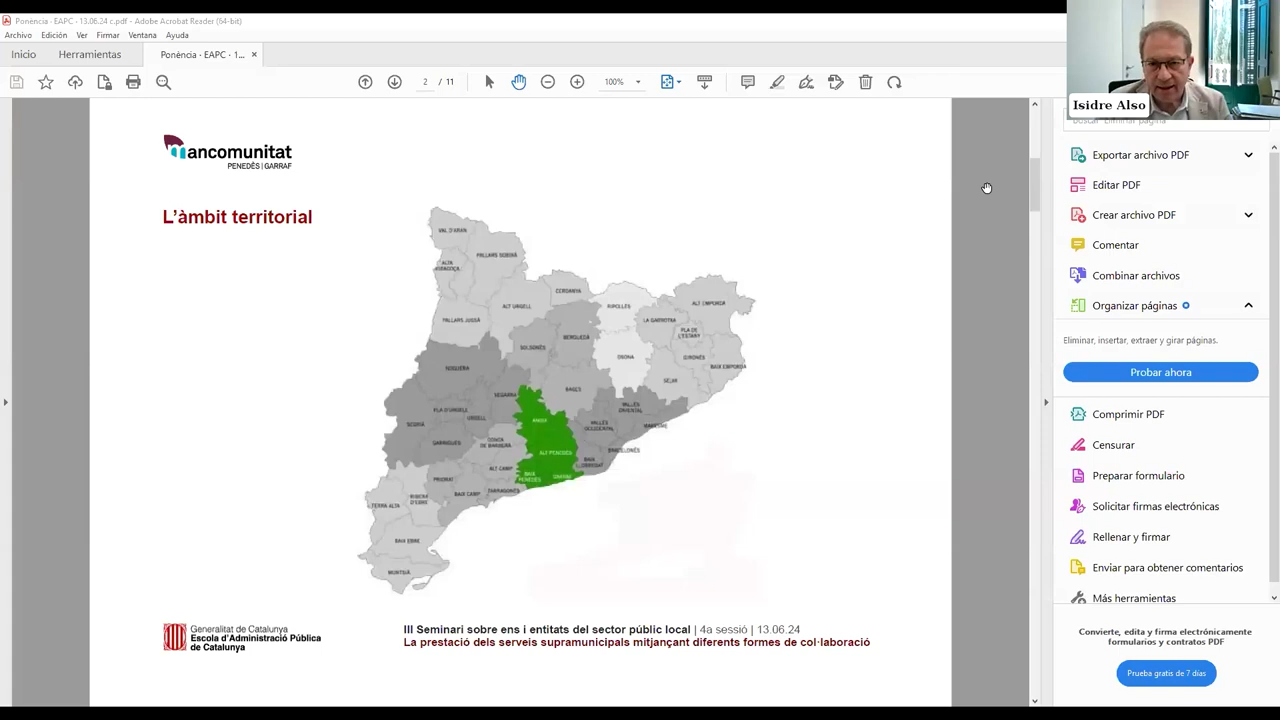 Ponència - EAPC - 13.06.24 c.pdf - Adobe Acrobat Reader (64-bit)
Archivo Edición Ver Firmar Ventana Ayuda
Inicio Herramientas Ponéncia - EAPC - 1... ×
2 / 11 100%
Isidre Also
Buscar "Eliminar página"
Exportar archivo PDF
Editar PDF
Crear archivo PDF
Comentar
Combinar archivos
Organizar páginas
Eliminar, insertar, extraer y girar páginas.
Probar ahora
Comprimir PDF
Censurar
Preparar formulario
Solicitar firmas electrónicas
Rellenar y firmar
Enviar para obtener comentarios
Más herramientas
Convierte, edita y firma electrónicamente
formularios y contratos PDF
Prueba gratis de 7 días
mancomunitat
PENEDÈS | GARRAF
L'àmbit territorial
VAL D'ARAN
PALLARS SOBIRÀ
ALTA
RIBAGORÇA
CERDANYA
ALT URGELL
RIPOLLÈS
ALT EMPORDÀ
PALLARS JUSSÀ
LA GARROTXA
PLA DE
L'ESTANY
BERGUEDÀ
SOLSONÈS
OSONA
GIRONÈS
BAIX EMPORDÀ
NOGUERA
SELVA
BAGES
SEGARRA
VALLÈS
ORIENTAL
PLA D'URGELL
URGELL
ANOIA
MARESME
SEGRIÀ
VALLÈS
OCCIDENTAL
GARRIGUES
CONCA
DE BARBERÀ
ALT PENEDÈS
BARCELONÈS
BAIX
LLOBREGAT
ALT CAMP
BAIX
PENEDÈS
GARRAF
PRIORAT
TARRAGONÈS
BAIX CAMP
RIBERA
D'EBRE
TERRA ALTA
BAIX EBRE
MONTSIÀ
Generalitat de Catalunya
Escola d'Administració Pública
de Catalunya
III Seminari sobre ens i entitats del sector públic local | 4a sessió | 13.06.24
La prestació dels serveis supramunicipals mitjançant diferents formes de col·laboració